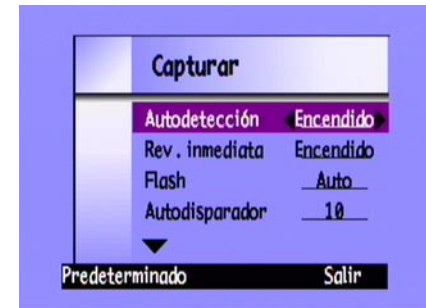 Capturar
Autodetección Encendido
Rev. inmediata Encendido
Flash Auto
Autodisparador 10
Predeterminado Salir